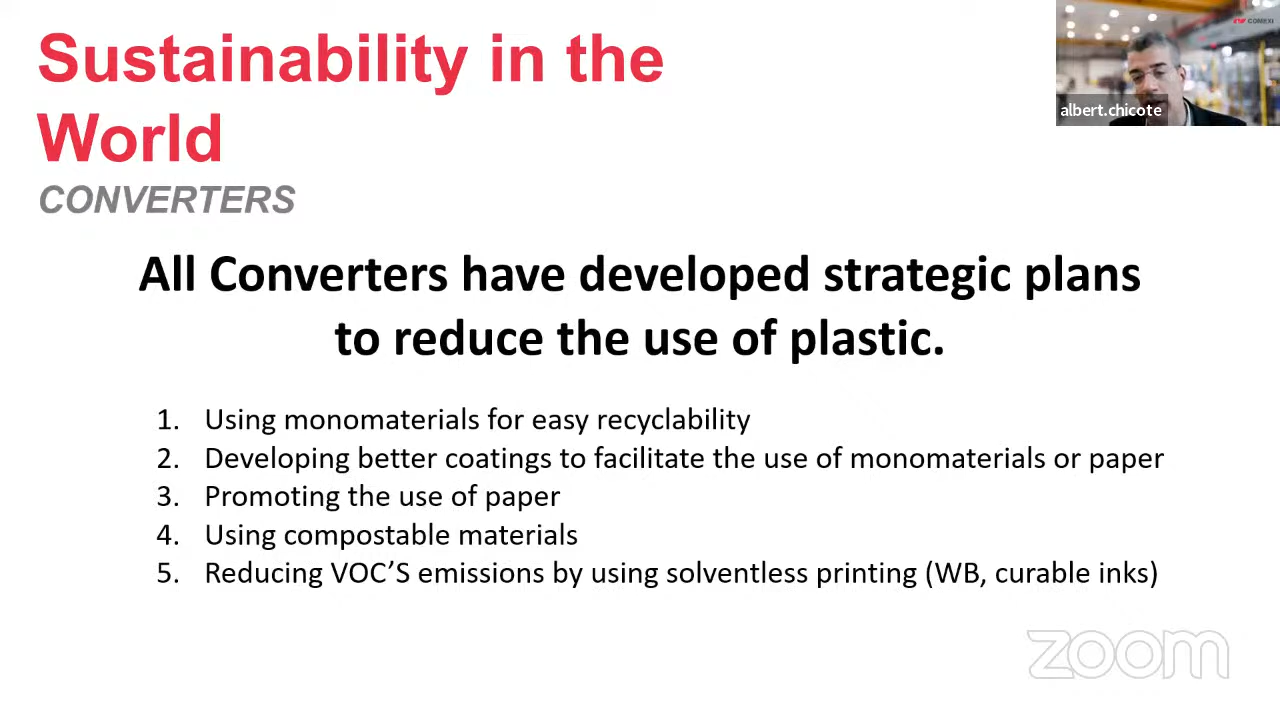 Sustainability in the
World
CONVERTERS
COMEXI
albert.chicote
All Converters have developed strategic plans
to reduce the use of plastic.
1. Using monomaterials for easy recyclability
2. Developing better coatings to facilitate the use of monomaterials or paper
3. Promoting the use of paper
4. Using compostable materials
5. Reducing VOC’S emissions by using solventless printing (WB, curable inks)
zoom